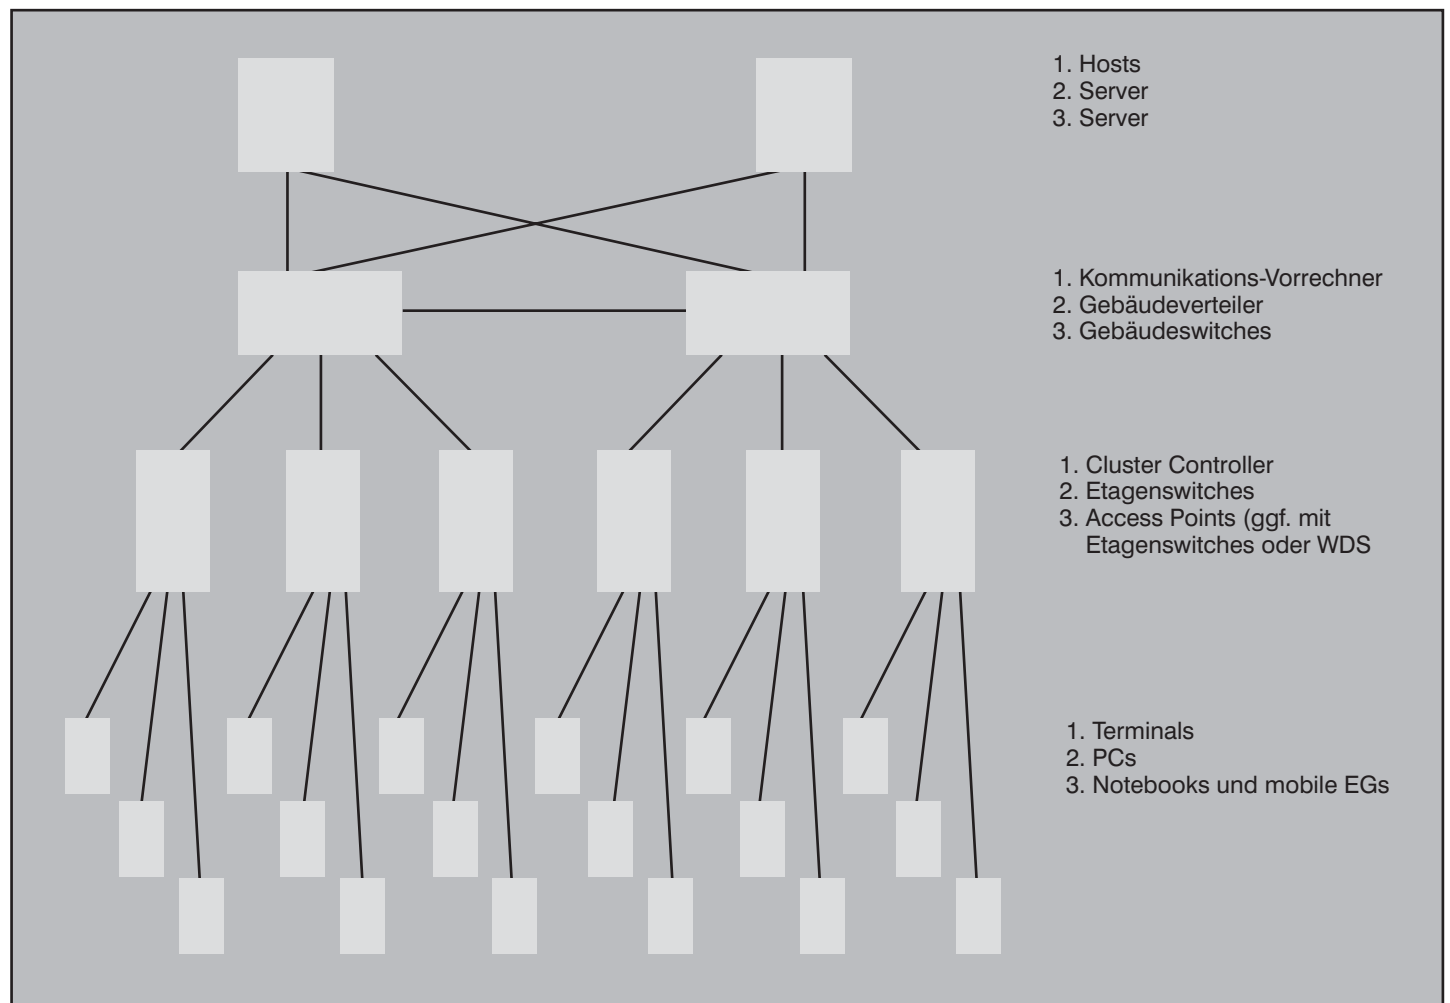 1. Hosts
2. Server
3. Server
1. Kommunikations-Vorrechner
2. Gebäudeverteiler
3. Gebäudeswitches
1. Cluster Controller
2. Etagenswitches
3. Access Points (ggf. mit
Etagenswitches oder WDS
1. Terminals
2. PCs
3. Notebooks und mobile EGs